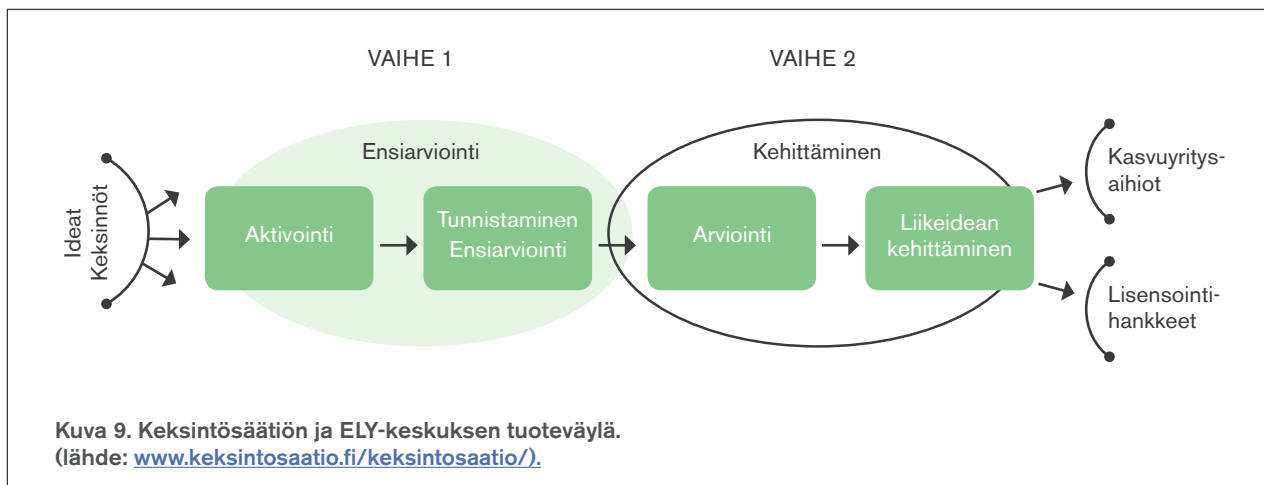 VAIHE 1
VAIHE 2
Ideat
Keksinnöt
Ensiarviointi
Aktivointi
Tunnistaminen
Ensiarviointi
Kehittäminen
Arviointi
Liikeidean
kehittäminen
Kasvuyritys-
aihiot
Lisensointi-
hankkeet
Kuva 9. Keksintösäätiön ja ELY-keskuksen tuoteväylä.
(lähde: www.keksintosaatio.fi/keksintosaatio/).